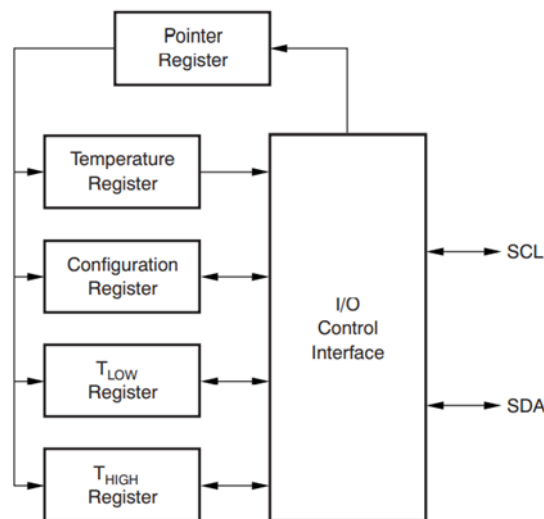 Pointer
Register
Temperature
Register
Configuration
Register
TLOW
Register
THIGH
Register
I/O
Control
Interface
SCL
SDA